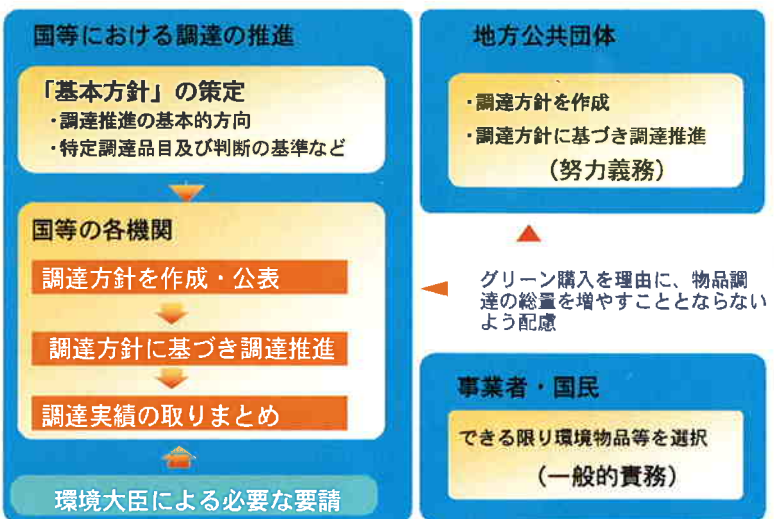 国等における調達の推進
「基本方針」の策定
・調達推進の基本的方向
・特定調達品目及び判断の基準など
国等の各機関
調達方針を作成・公表
調達方針に基づき調達推進
調達実績の取りまとめ
環境大臣による必要な要請
地方公共団体
・調達方針を作成
・調達方針に基づき調達推進
(努力義務)
グリーン購入を理由に、物品調
達の総量を増やすこととならない
よう配慮
事業者・国民
できる限り環境物品等を選択
(一般的責務)